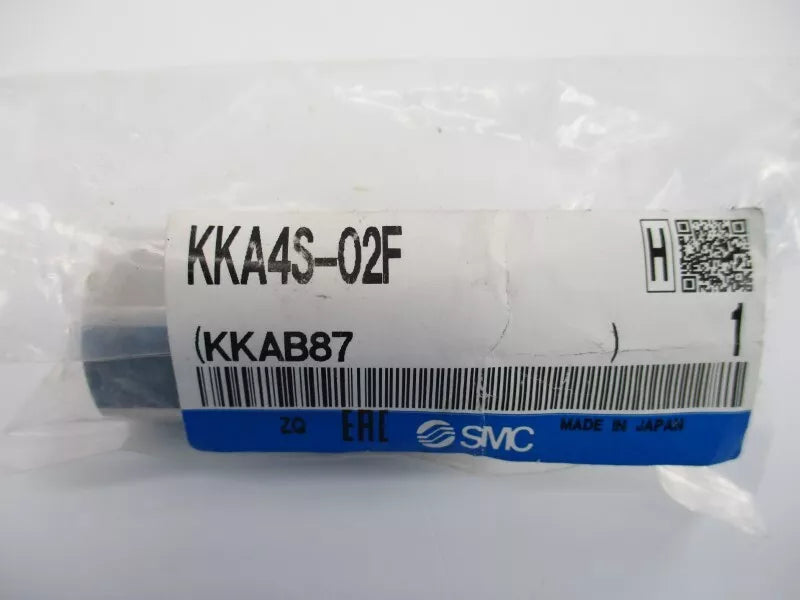 KKA4S-02F
H
(KKAB87 ) 1
ZQ EAC SMC MADE IN JAPAN